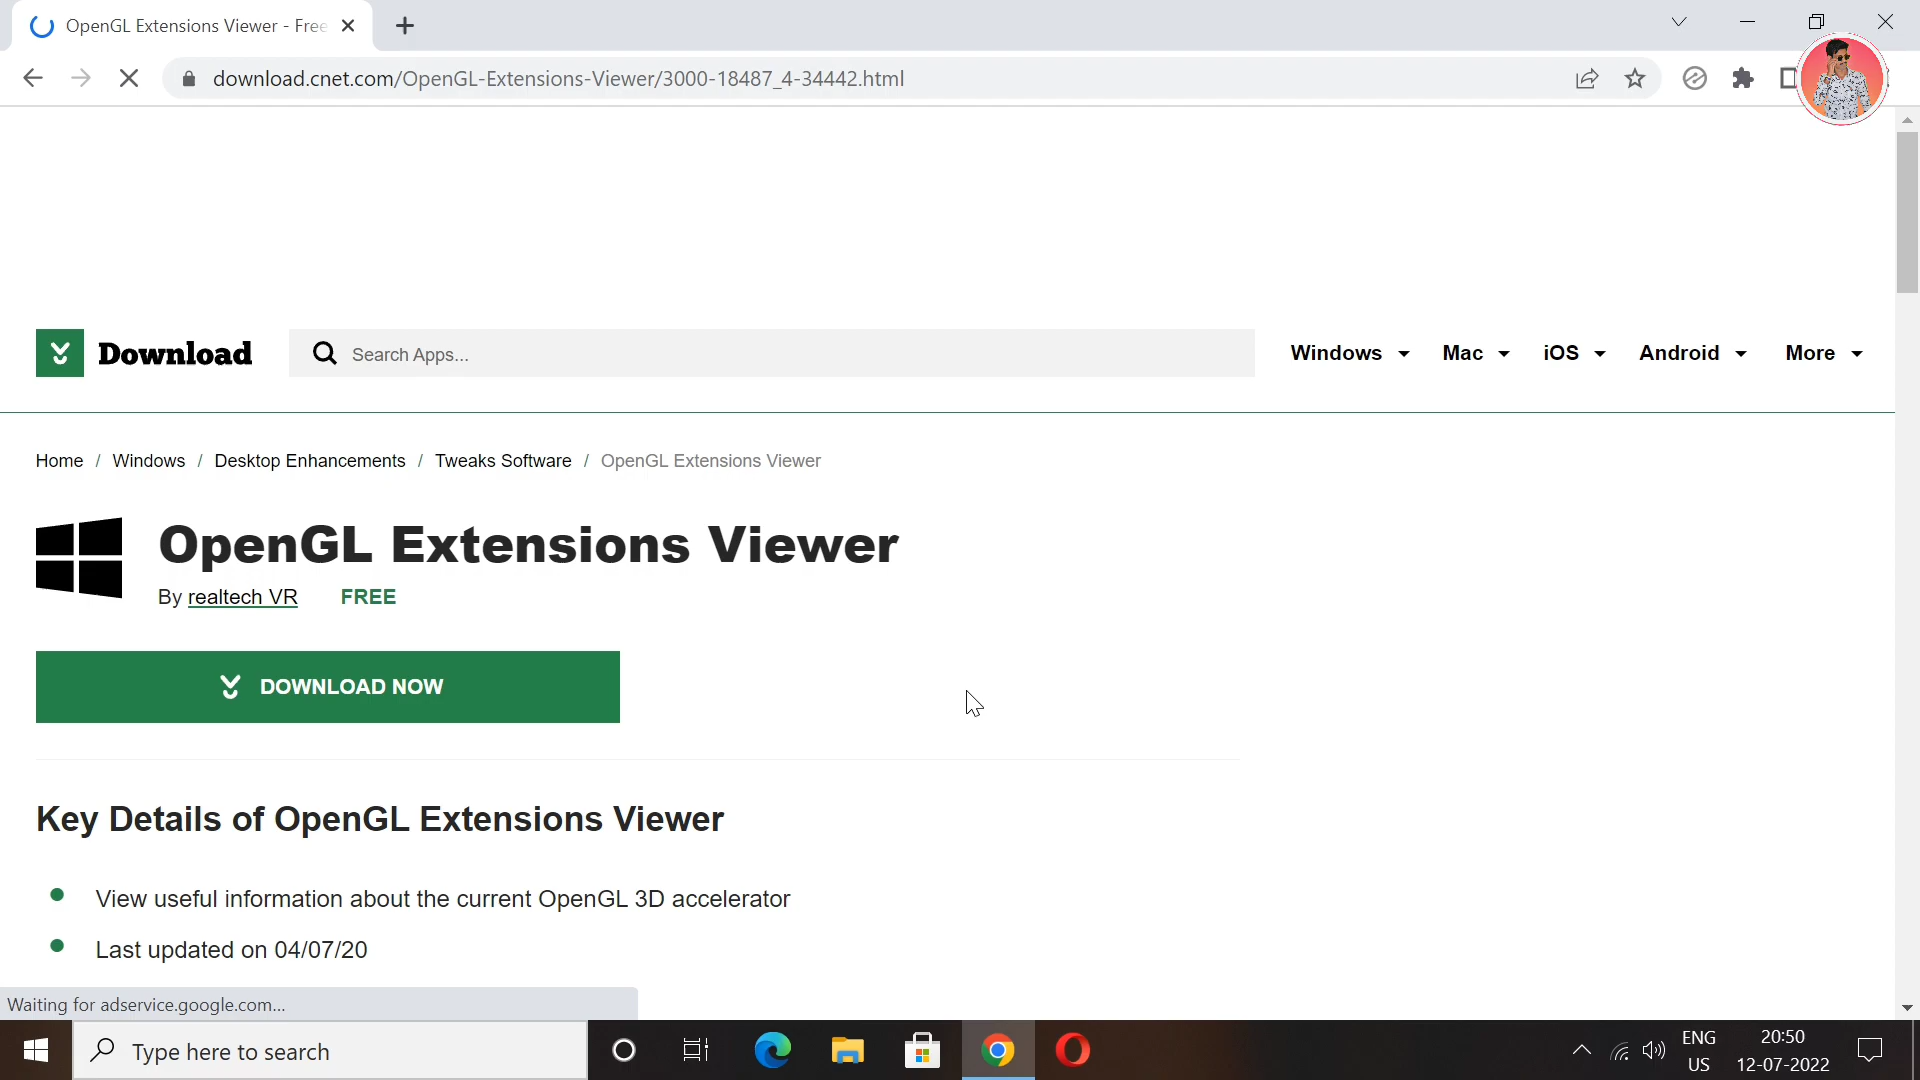 OpenGL Extensions Viewer - Free
download.cnet.com/OpenGL-Extensions-Viewer/3000-18487_4-34442.html
Download
Search Apps...
Windows
Mac
iOS
Android
More
Home / Windows / Desktop Enhancements / Tweaks Software / OpenGL Extensions Viewer
OpenGL Extensions Viewer
By realtech VR FREE
DOWNLOAD NOW
Key Details of OpenGL Extensions Viewer
View useful information about the current OpenGL 3D accelerator
Last updated on 04/07/20
Waiting for adservice.google.com...
Type here to search
ENG
US
20:50
12-07-2022